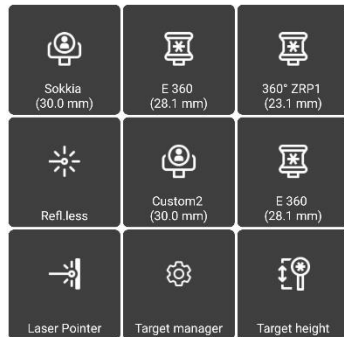 Sokkia
(30.0 mm)
E 360
(28.1 mm)
360° ZRP1
(23.1 mm)
Refl.less
Custom2
(30.0 mm)
E 360
(28.1 mm)
Laser Pointer
Target manager
Target height